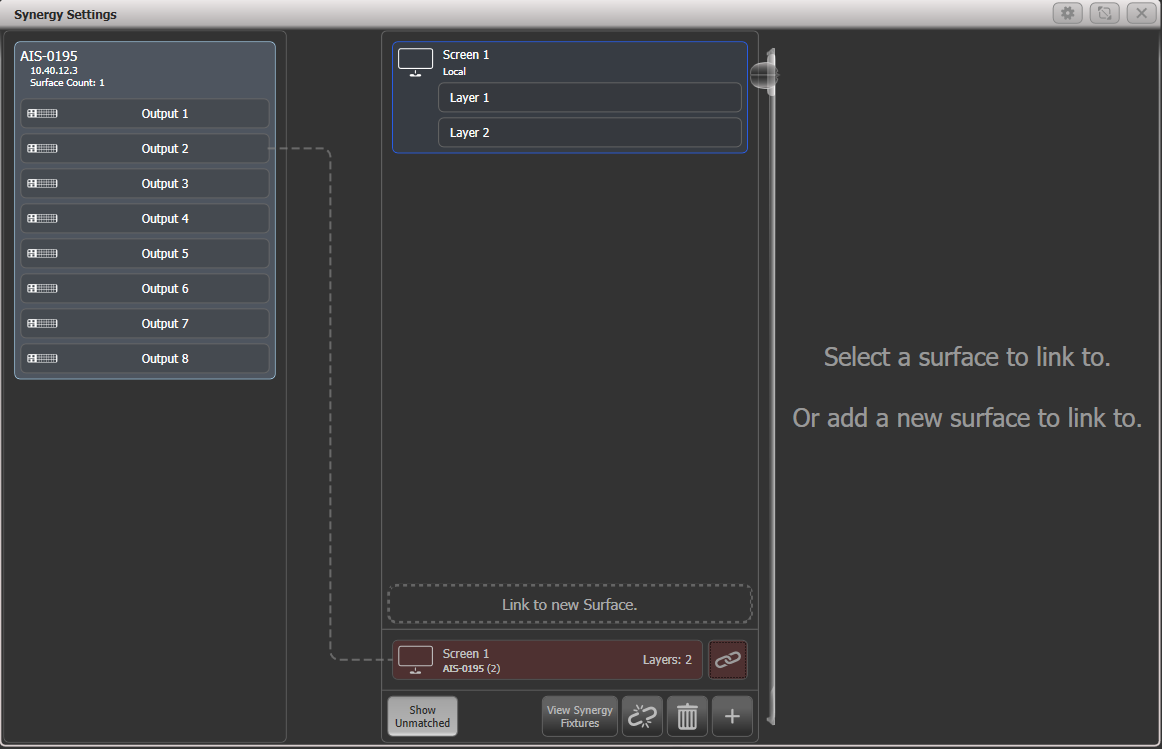 Synergy Settings
AIS-0195
10.40.12.3
Surface Count: 1
Output 1
Output 2
Output 3
Output 4
Output 5
Output 6
Output 7
Output 8
Screen 1
Local
Layer 1
Layer 2
Link to new Surface.
Screen 1
AIS-0195 (2)
Layers: 2
Show
Unmatched
View Synergy
Fixtures
Select a surface to link to.
Or add a new surface to link to.